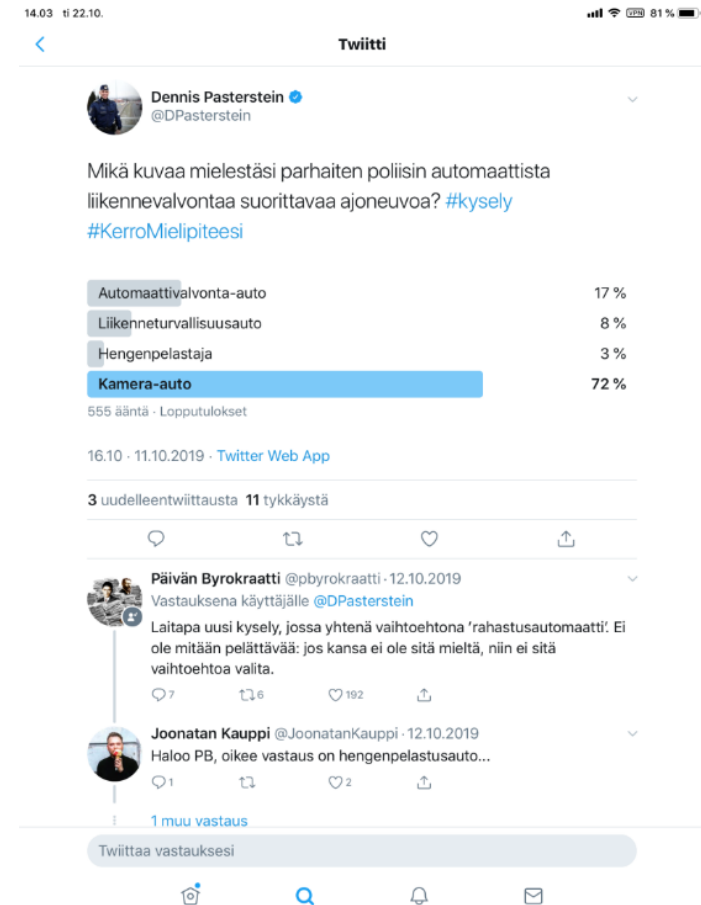 14.03 ti 22.10.
VPN 81 %
Twiitti
Dennis Pasterstein
@DPasterstein
Mikä kuvaa mielestäsi parhaiten poliisin automaattista
liikennevalvontaa suorittavaa ajoneuvoa? #kysely
#KerroMielipiteesi
Automaattivalvonta-auto 17 %
Liikenneturvallisuusauto 8 %
Hengenpelastaja 3 %
Kamera-auto 72 %
555 ääntä · Lopputulokset
16.10 · 11.10.2019 · Twitter Web App
3 uudelleentwiittausta 11 tykkäystä
Päivän Byrokraatti @pbyrokraatti · 12.10.2019
Vastauksena käyttäjälle @DPasterstein
Laitapa uusi kysely, jossa yhtenä vaihtoehtona 'rahastusautomaatti'. Ei
ole mitään pelättävää: jos kansa ei ole sitä mieltä, niin ei sitä
vaihtoehtoa valita.
7 6 192
Joonatan Kauppi @JoonatanKauppi · 12.10.2019
Haloo PB, oikee vastaus on hengenpelastusauto...
1 2
1 muu vastaus
Twiittaa vastauksesi